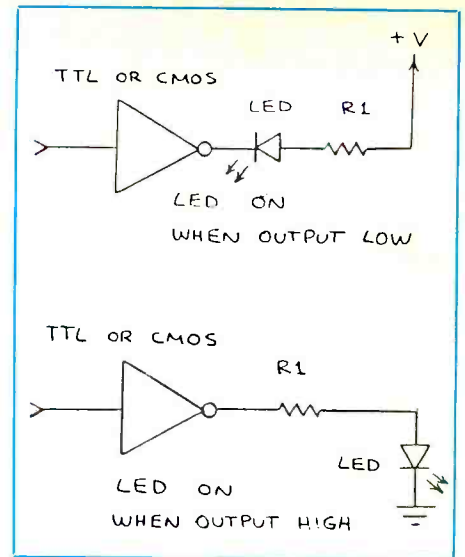 + V
TTL OR CMOS
LED
R1
LED ON
WHEN OUTPUT LOW
TTL OR CMOS
R1
LED
LED ON
WHEN OUTPUT HIGH